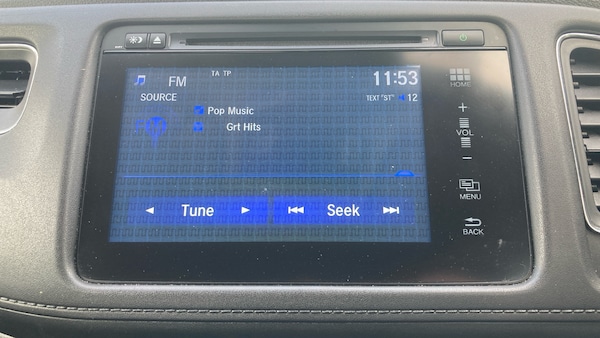 TA TP
FM
11:53
SOURCE
TEXT "ST" 12
Pop Music
Grt Hits
Tune
Seek
HOME
+
VOL
−
MENU
BACK